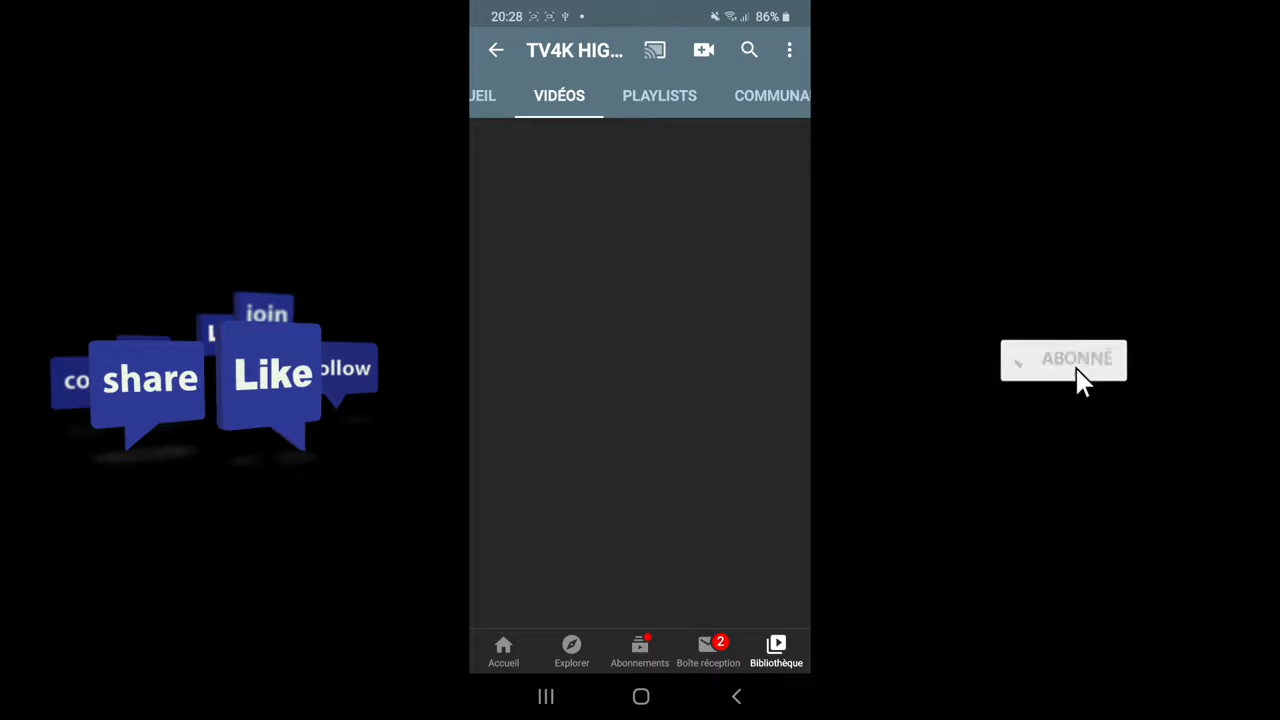 20:28 86%
TV4K HIG...
UEIL VIDÉOS PLAYLISTS COMMUNA
join
L
co share Like ollow
ABONNÉ
2
Accueil Explorer Abonnements Boîte réception Bibliothèque